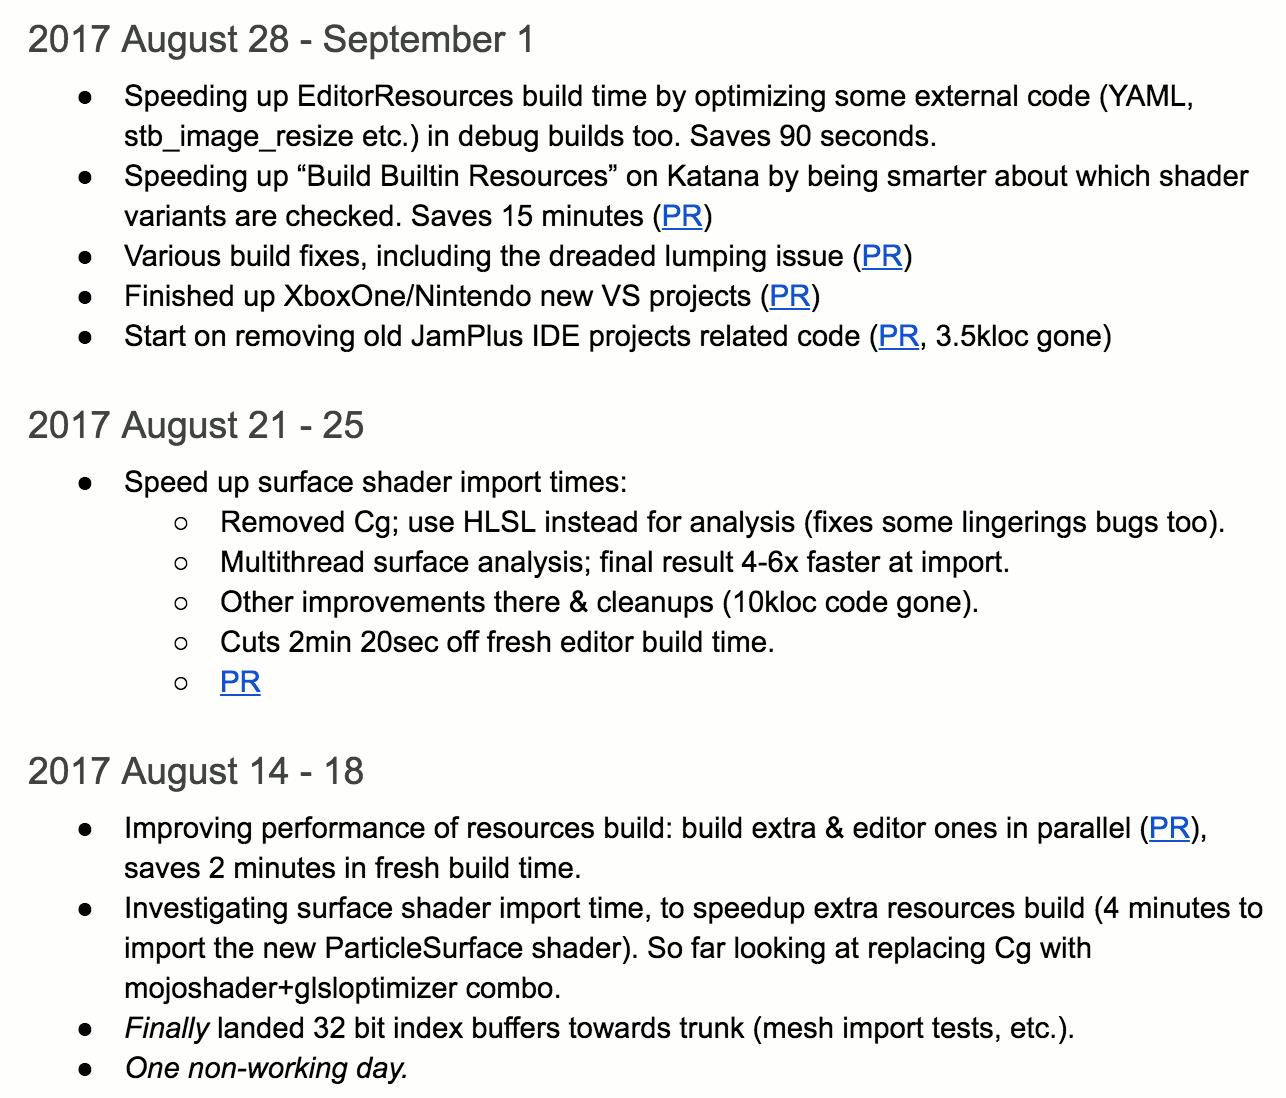 2017 August 28 - September 1
● Speeding up EditorResources build time by optimizing some external code (YAML,
stb_image_resize etc.) in debug builds too. Saves 90 seconds.
● Speeding up “Build Builtin Resources” on Katana by being smarter about which shader
variants are checked. Saves 15 minutes (PR)
● Various build fixes, including the dreaded lumping issue (PR)
● Finished up XboxOne/Nintendo new VS projects (PR)
● Start on removing old JamPlus IDE projects related code (PR, 3.5kloc gone)
2017 August 21 - 25
● Speed up surface shader import times:
○ Removed Cg; use HLSL instead for analysis (fixes some lingerings bugs too).
○ Multithread surface analysis; final result 4-6x faster at import.
○ Other improvements there & cleanups (10kloc code gone).
○ Cuts 2min 20sec off fresh editor build time.
○ PR
2017 August 14 - 18
● Improving performance of resources build: build extra & editor ones in parallel (PR),
saves 2 minutes in fresh build time.
● Investigating surface shader import time, to speedup extra resources build (4 minutes to
import the new ParticleSurface shader). So far looking at replacing Cg with
mojoshader+glsloptimizer combo.
● Finally landed 32 bit index buffers towards trunk (mesh import tests, etc.).
● One non-working day.